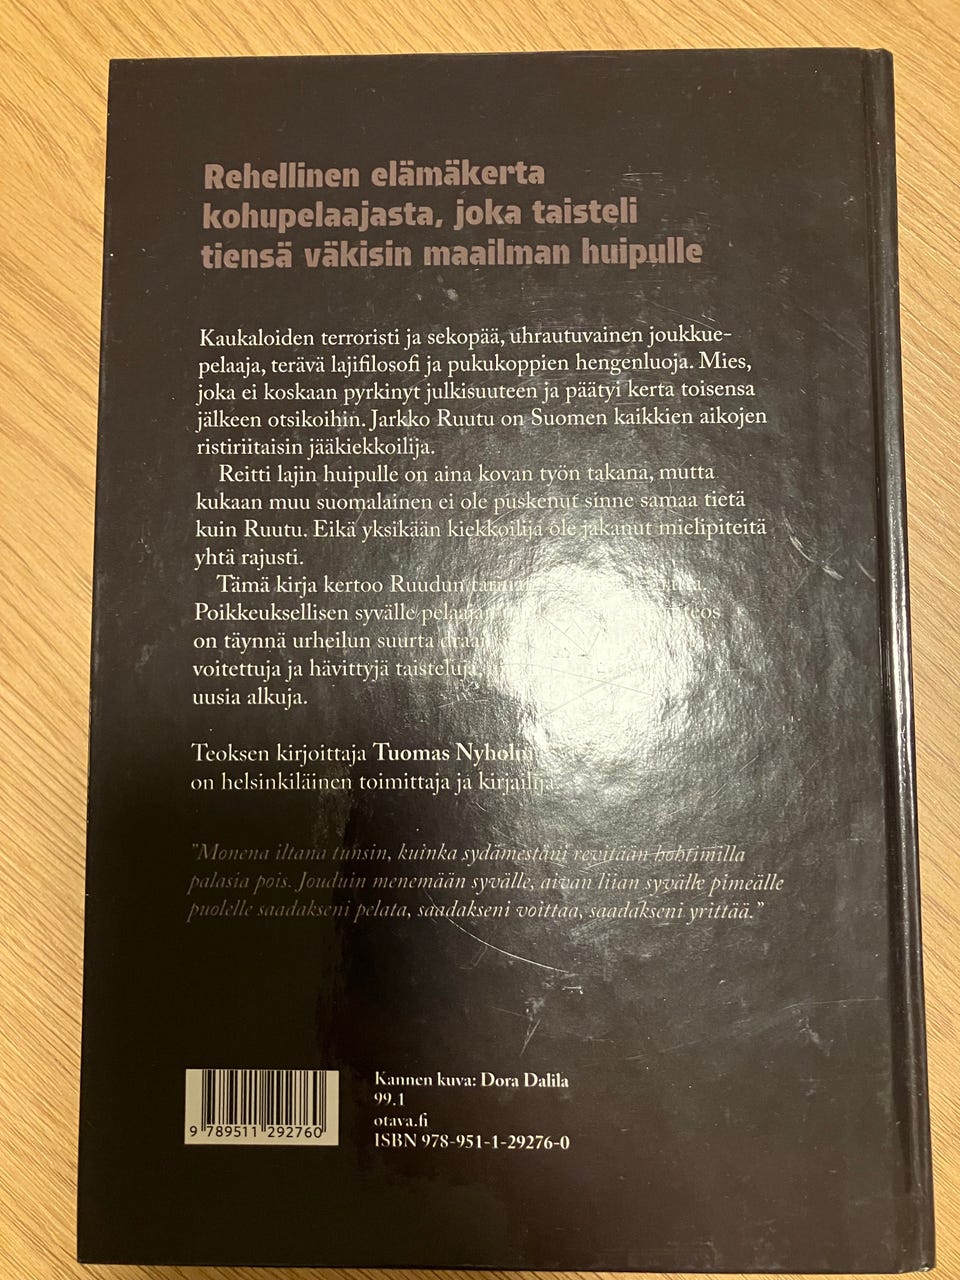 Rehellinen elämäkerta
kohupelaajasta, joka taisteli
tiensä väkisin maailman huipulle
Kaukaloiden terroristi ja sekopää, uhrautuvainen joukkue-
pelaaja, terävä lajifilosofi ja pukukoppien hengenluoja. Mies,
joka ei koskaan pyrkinyt julkisuuteen ja päätyi kerta toisensa
jälkeen otsikoihin. Jarkko Ruutu on Suomen kaikkien aikojen
ristiriitaisin jääkiekkoilija.
Reitti lajin huipulle on aina kovan työn takana, mutta
kukaan muu suomalainen ei ole puskenut sinne samaa tietä
kuin Ruutu. Eikä yksikään kiekkoilija ole jakanut mielipiteitä
yhtä rajusti.
Tämä kirja kertoo Ruudun
Poikkeuksellisen syvälle pelaajan
on täynnä urheilun suurta
voitettuja ja hävittyjä taisteluja,
uusia alkuja.
Teoksen kirjoittaja Tuomas Nyholm
on helsinkiläinen toimittaja ja kirjailija.
"Monena iltana tunsin, kuinka sydämestäni revitään hohtimilla
palasia pois. Jouduin menemään syvälle, aivan liian syvälle pimeälle
puolelle saadakseni pelata, saadakseni voittaa, saadakseni yrittää."
Kannen kuva: Dora Dalila
99.1
otava.fi
ISBN 978-951-1-29276-0
9 789511 292760